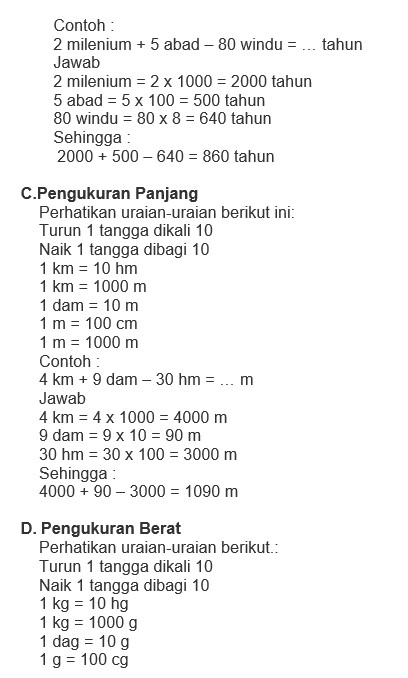 Contoh :
2 milenium + 5 abad – 80 windu = ... tahun
Jawab
2 milenium = 2 x 1000 = 2000 tahun
5 abad = 5 x 100 = 500 tahun
80 windu = 80 x 8 = 640 tahun
Sehingga :
2000 + 500 – 640 = 860 tahun
C.Pengukuran Panjang
Perhatikan uraian-uraian berikut ini:
Turun 1 tangga dikali 10
Naik 1 tangga dibagi 10
1 km = 10 hm
1 km = 1000 m
1 dam = 10 m
1 m = 100 cm
1 m = 1000 m
Contoh :
4 km + 9 dam – 30 hm = ... m
Jawab
4 km = 4 x 1000 = 4000 m
9 dam = 9 x 10 = 90 m
30 hm = 30 x 100 = 3000 m
Sehingga :
4000 + 90 – 3000 = 1090 m
D. Pengukuran Berat
Perhatikan uraian-uraian berikut.:
Turun 1 tangga dikali 10
Naik 1 tangga dibagi 10
1 kg = 10 hg
1 kg = 1000 g
1 dag = 10 g
1 g = 100 cg